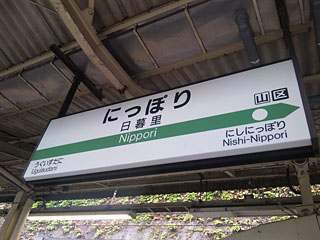 にっぽり
山区
日暮里
Nippori
うぐいすだに
Uguisudani
にしにっぽり
Nishi-Nippori